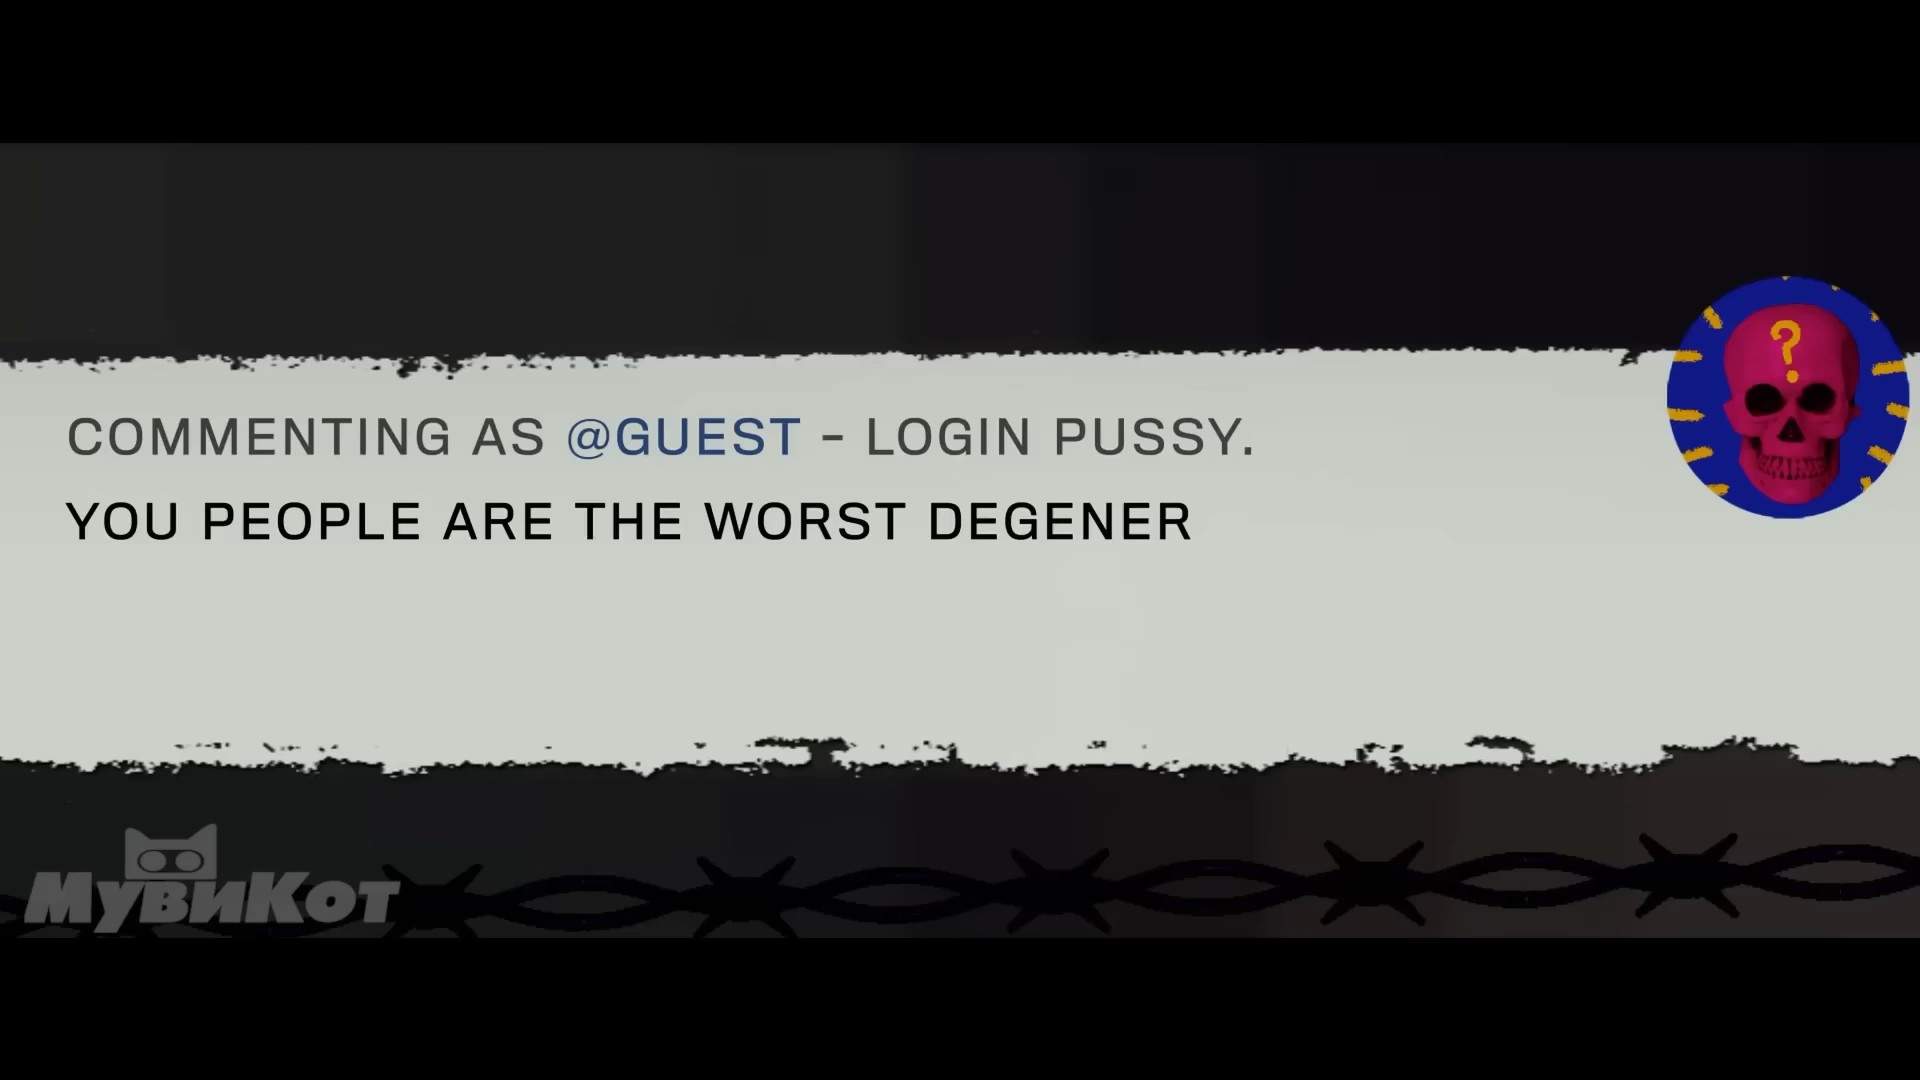 COMMENTING AS @GUEST - LOGIN PUSSY.
YOU PEOPLE ARE THE WORST DEGENER
?
МувиКот